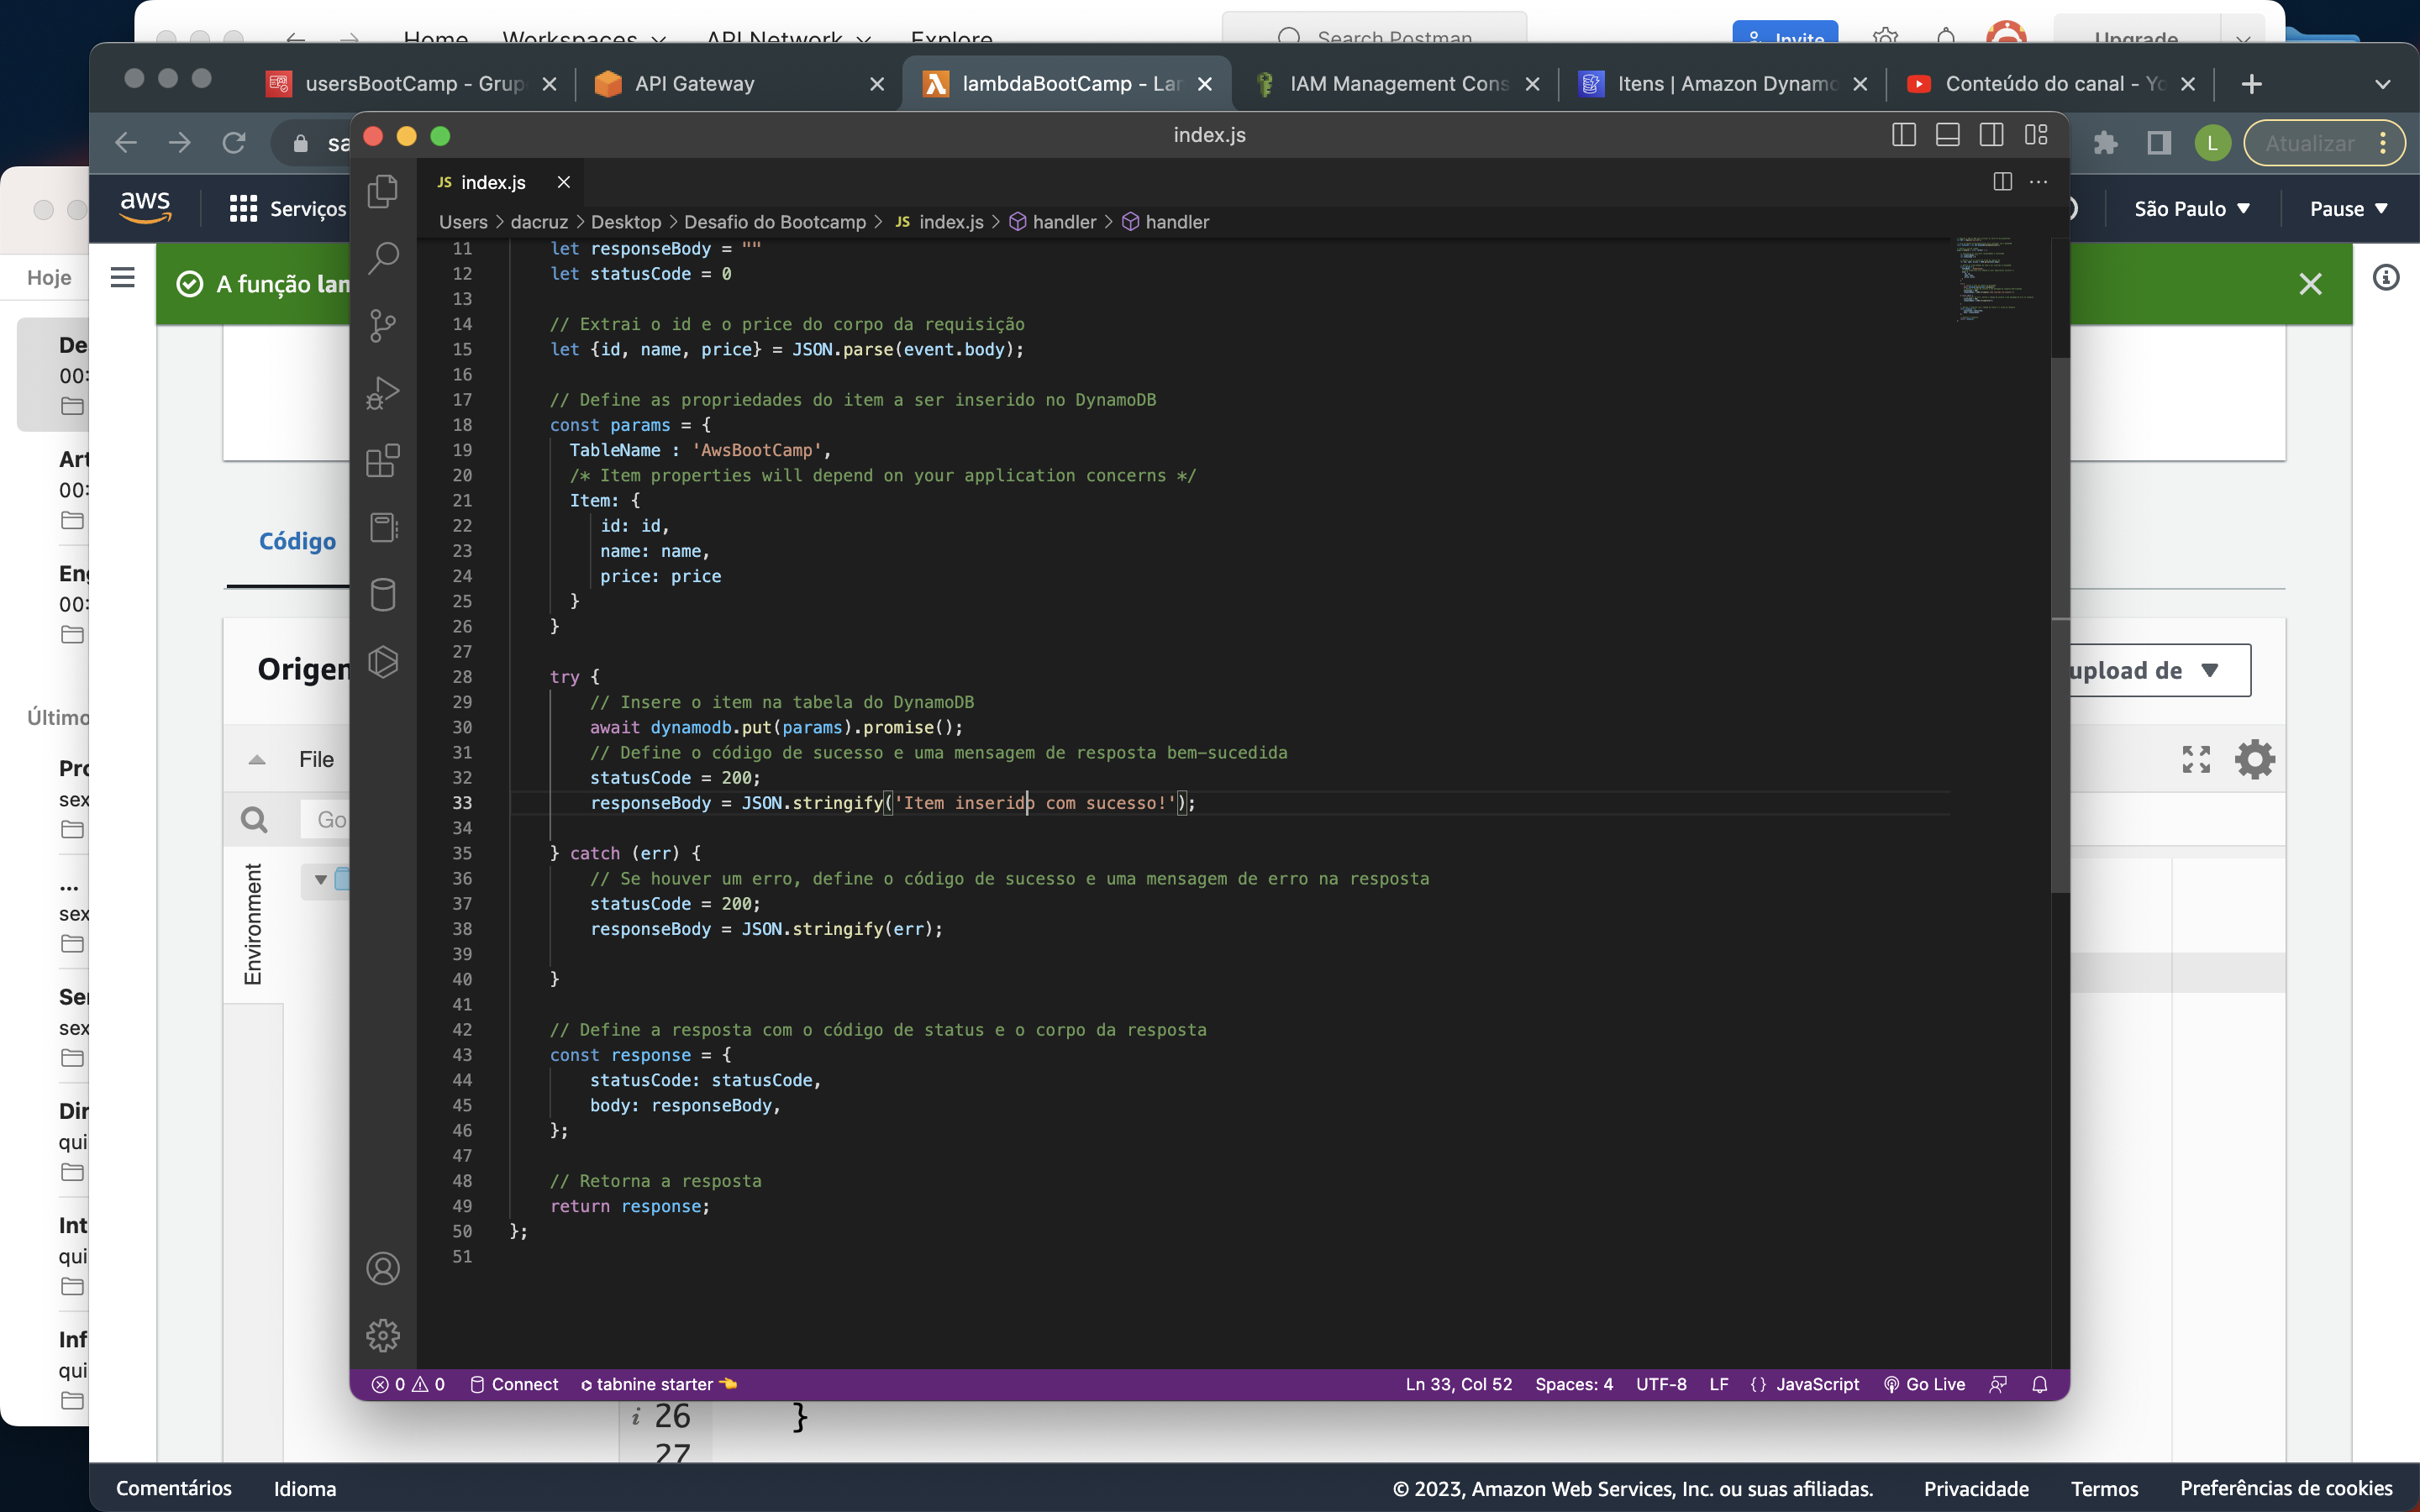 Home Workspaces API Network Explore Search Postman Invite Upgrade
usersBootCamp - Grup API Gateway lambdaBootCamp - Lar IAM Management Cons Itens | Amazon Dynamo Conteúdo do canal - Yo
sa
index.js
L
Atualizar
JS index.js
aws
Serviços
São Paulo
Pause
Users > dacruz > Desktop > Desafio do Bootcamp > JS index.js > handler > handler
Hoje
A função lan
11 let responseBody = ""
12 let statusCode = 0
13
14 // Extrai o id e o price do corpo da requisição
15 let {id, name, price} = JSON.parse(event.body);
16
17 // Define as propriedades do item a ser inserido no DynamoDB
18 const params = {
19 TableName : 'AwsBootCamp',
20 /* Item properties will depend on your application concerns */
21 Item: {
22 id: id,
23 name: name,
24 price: price
25 }
26 }
27
28 try {
29 // Insere o item na tabela do DynamoDB
30 await dynamodb.put(params).promise();
31 // Define o código de sucesso e uma mensagem de resposta bem-sucedida
32 statusCode = 200;
33 responseBody = JSON.stringify('Item inserido com sucesso!');
34
35 } catch (err) {
36 // Se houver um erro, define o código de sucesso e uma mensagem de erro na resposta
37 statusCode = 200;
38 responseBody = JSON.stringify(err);
39
40 }
41
42 // Define a resposta com o código de status e o corpo da resposta
43 const response = {
44 statusCode: statusCode,
45 body: responseBody,
46 };
47
48 // Retorna a resposta
49 return response;
50 };
51
0 0 Connect tabnine starter Ln 33, Col 52 Spaces: 4 UTF-8 LF {} JavaScript Go Live
De
00:
Art
00:
Eng
00:
Último
Pro
sex
...
sex
Ser
sex
Dir
qui
Int
qui
Inf
qui
Código
Origen
upload de
File
Go
Environment
i 26 }
27
Comentários Idioma © 2023, Amazon Web Services, Inc. ou suas afiliadas. Privacidade Termos Preferências de cookies